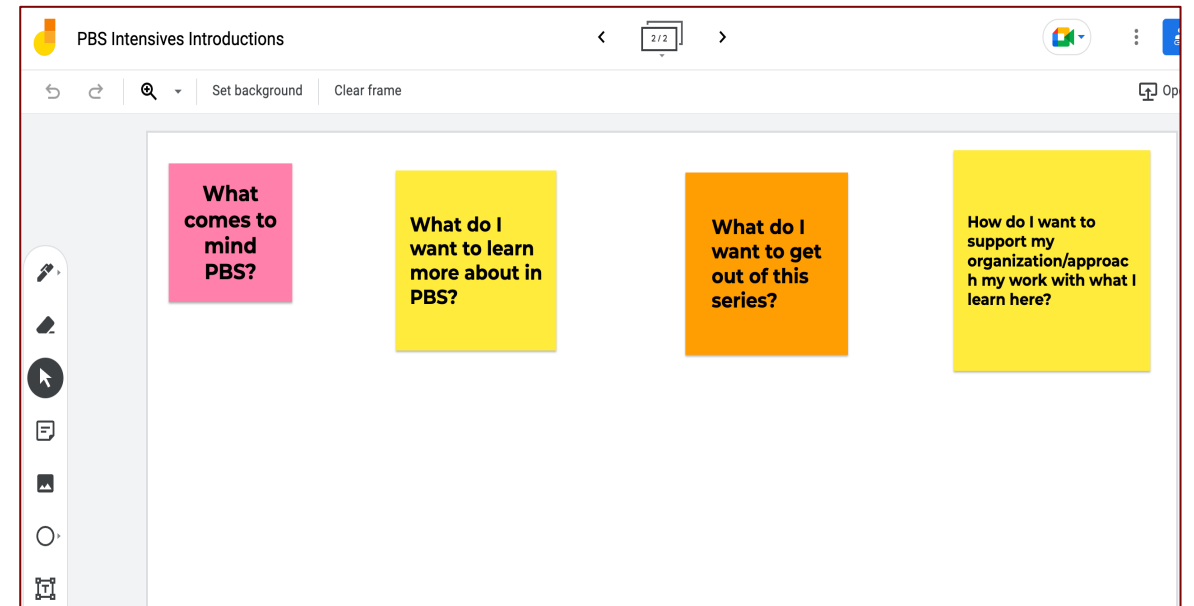 PBS Intensives Introductions
2/2
Set background
Clear frame
Op
What
comes to
mind
PBS?
What do I
want to learn
more about in
PBS?
What do I
want to get
out of this
series?
How do I want to
support my
organization/approac
h my work with what I
learn here?